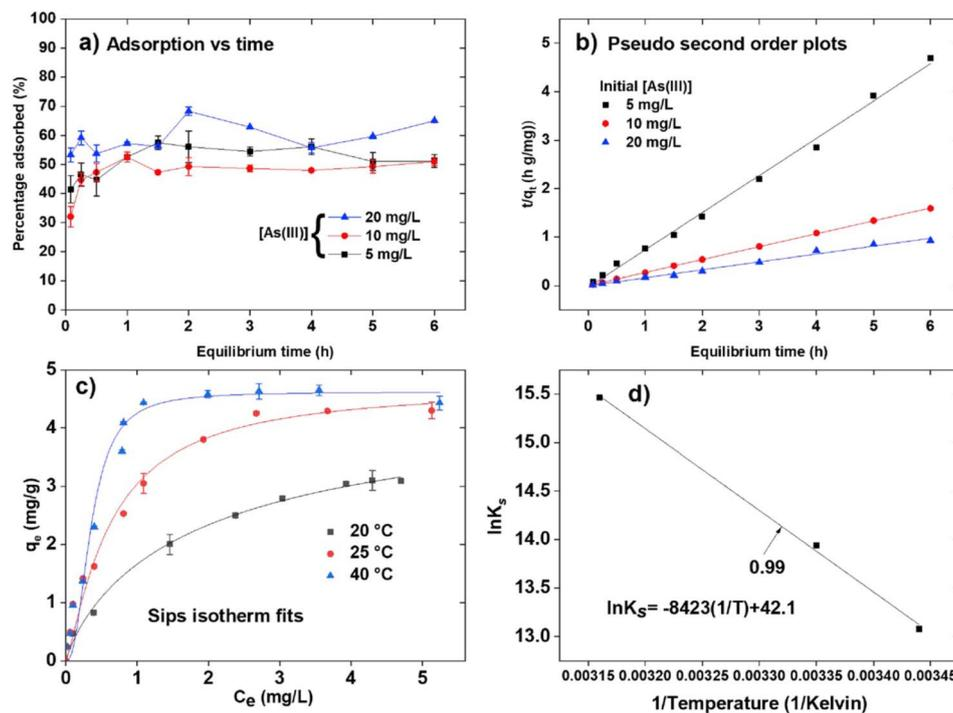 a) Adsorption vs time
Percentage adsorbed (%)
100
90
80
70
60
50
40
30
20
10
0
[As(III)]
20 mg/L
10 mg/L
5 mg/L
0 1 2 3 4 5 6
Equilibrium time (h)
b) Pseudo second order plots
t/qt (h g/mg))
5
4
3
2
1
0
Initial [As(III)]
5 mg/L
10 mg/L
20 mg/L
0 1 2 3 4 5 6
Equilibrium time (h)
c)
qe (mg/g)
5
4
3
2
1
0
20 °C
25 °C
40 °C
Sips isotherm fits
0 1 2 3 4 5
Ce (mg/L)
d)
lnKs
15.5
15.0
14.5
14.0
13.5
13.0
0.99
lnKs= -8423(1/T)+42.1
0.00315 0.00320 0.00325 0.00330 0.00335 0.00340 0.00345
1/Temperature (1/Kelvin)